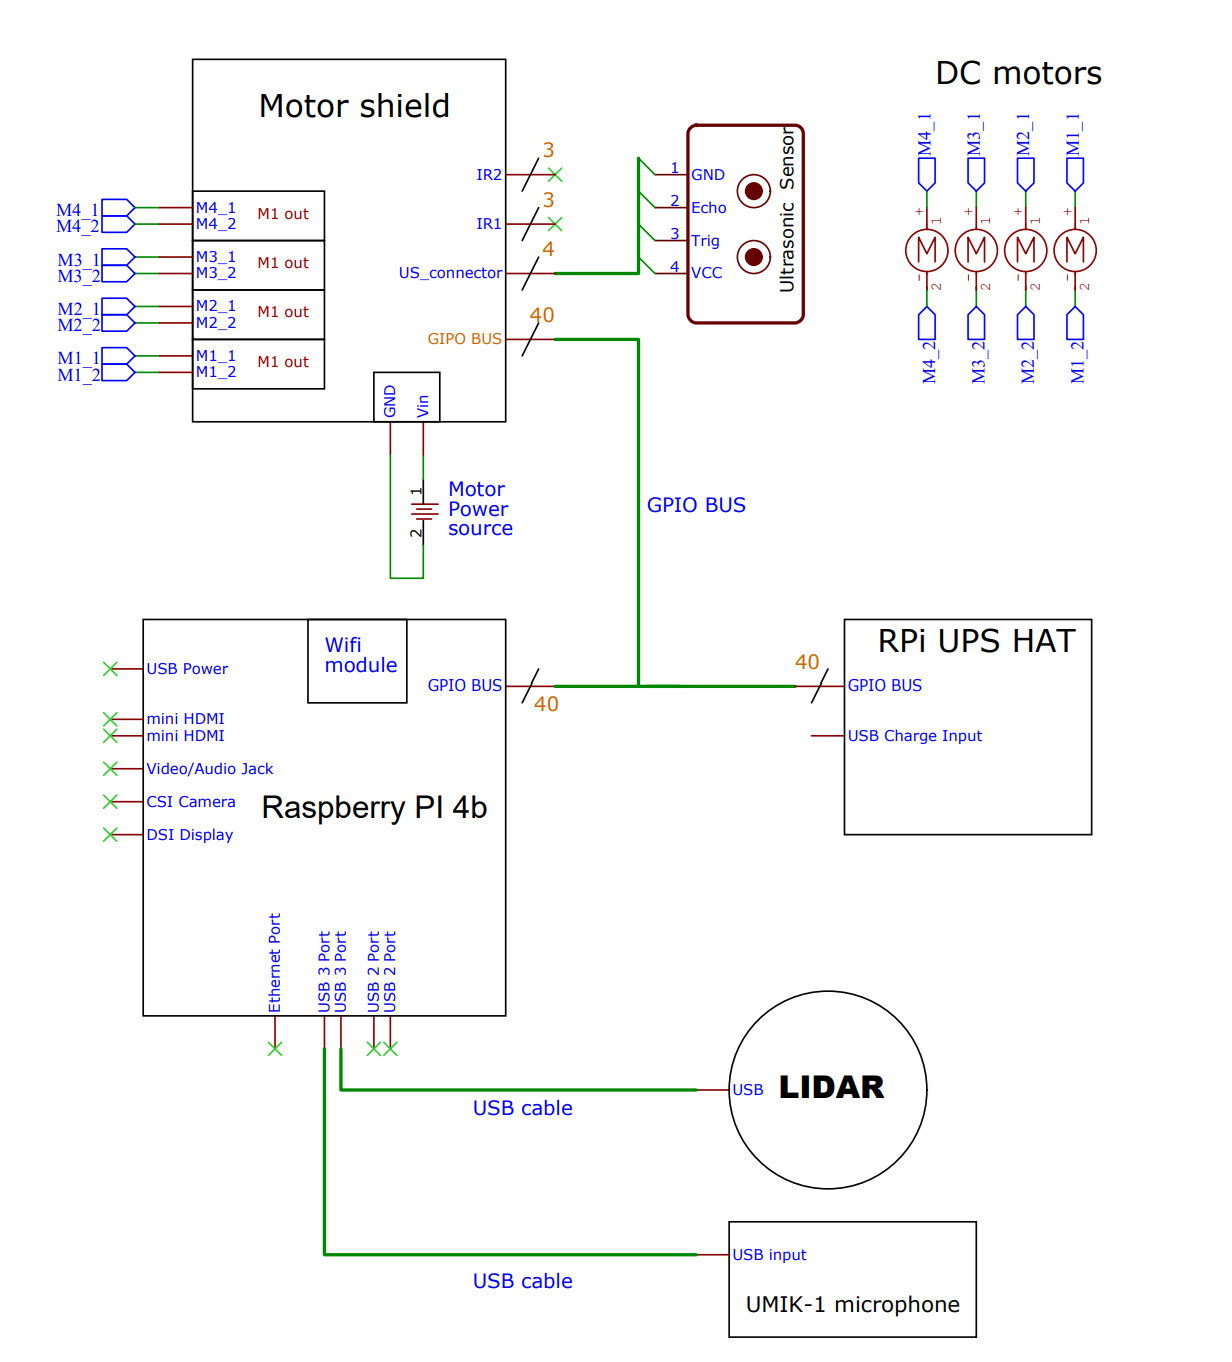 Motor shield
DC motors
IR2
3
IR1
3
US_connector
4
GIPO BUS
40
M4_1
M4_2
M4_1
M4_2
M1 out
M3_1
M3_2
M3_1
M3_2
M1 out
M2_1
M2_2
M2_1
M2_2
M1 out
M1_1
M1_2
M1_1
M1_2
M1 out
GND
Vin
1
2
Motor
Power
source
1
GND
2
Echo
3
Trig
4
VCC
Ultrasonic Sensor
M4_1
M3_1
M2_1
M1_1
+
1
+
1
+
1
+
1
M
M
M
M
-
2
-
2
-
2
-
2
M4_2
M3_2
M2_2
M1_2
GPIO BUS
Wifi
module
USB Power
mini HDMI
mini HDMI
Video/Audio Jack
CSI Camera
DSI Display
GPIO BUS
40
Raspberry PI 4b
Ethernet Port
USB 3 Port
USB 3 Port
USB 2 Port
USB 2 Port
RPi UPS HAT
40
GPIO BUS
USB Charge Input
USB
LIDAR
USB cable
USB input
UMIK-1 microphone
USB cable